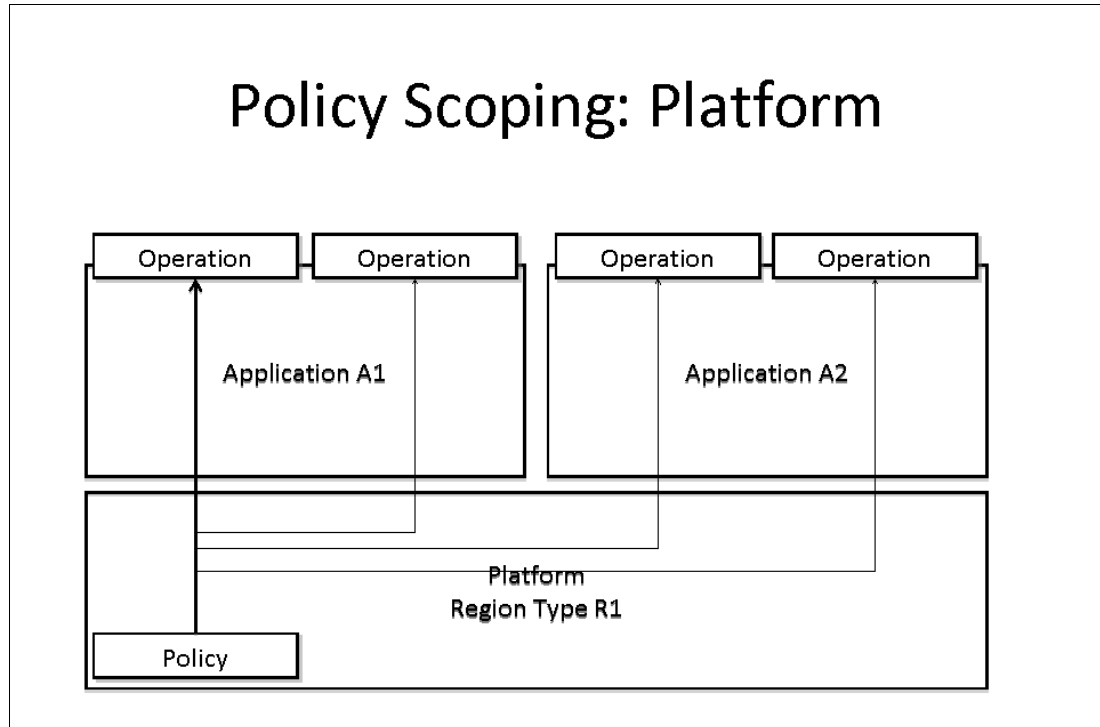 Policy Scoping: Platform
Operation
Operation
Operation
Operation
Application A1
Application A2
Platform
Region Type R1
Policy